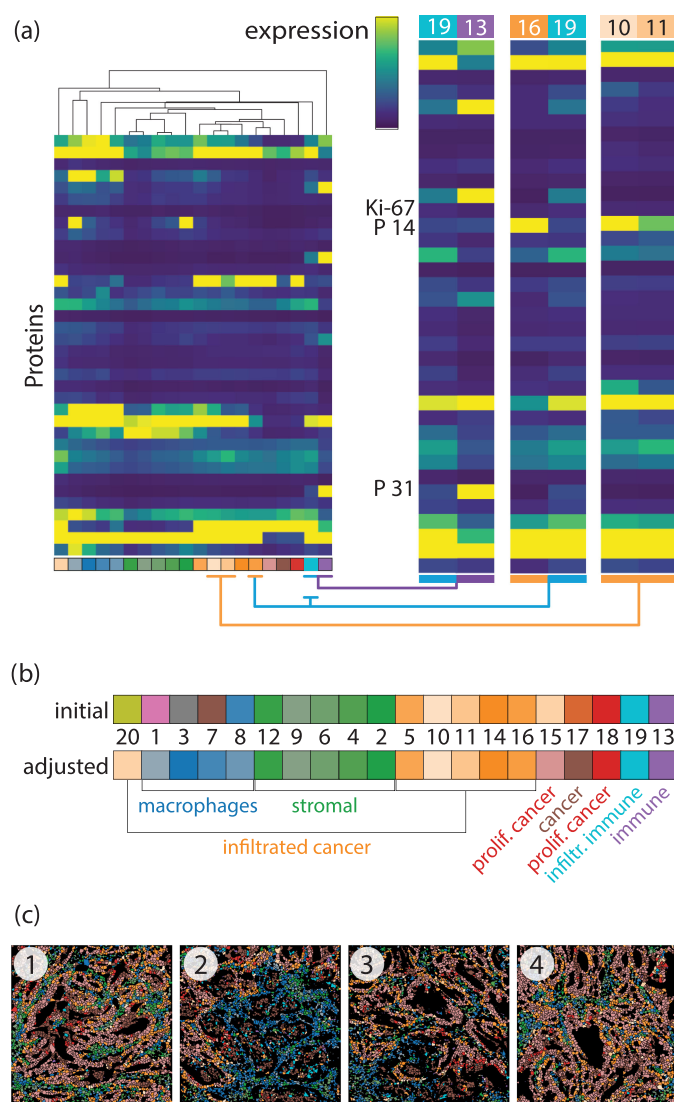 (a)
expression
19 13
16 19
10 11
Ki-67
P 14
Proteins
P 31
(b)
initial
20 1 3 7 8 12 9 6 4 2 5 10 11 14 16 15 17 18 19 13
adjusted
macrophages
stromal
infiltrated cancer
prolif. cancer
cancer
prolif. cancer
infiltr. immune
immune
(c)
1
2
3
4